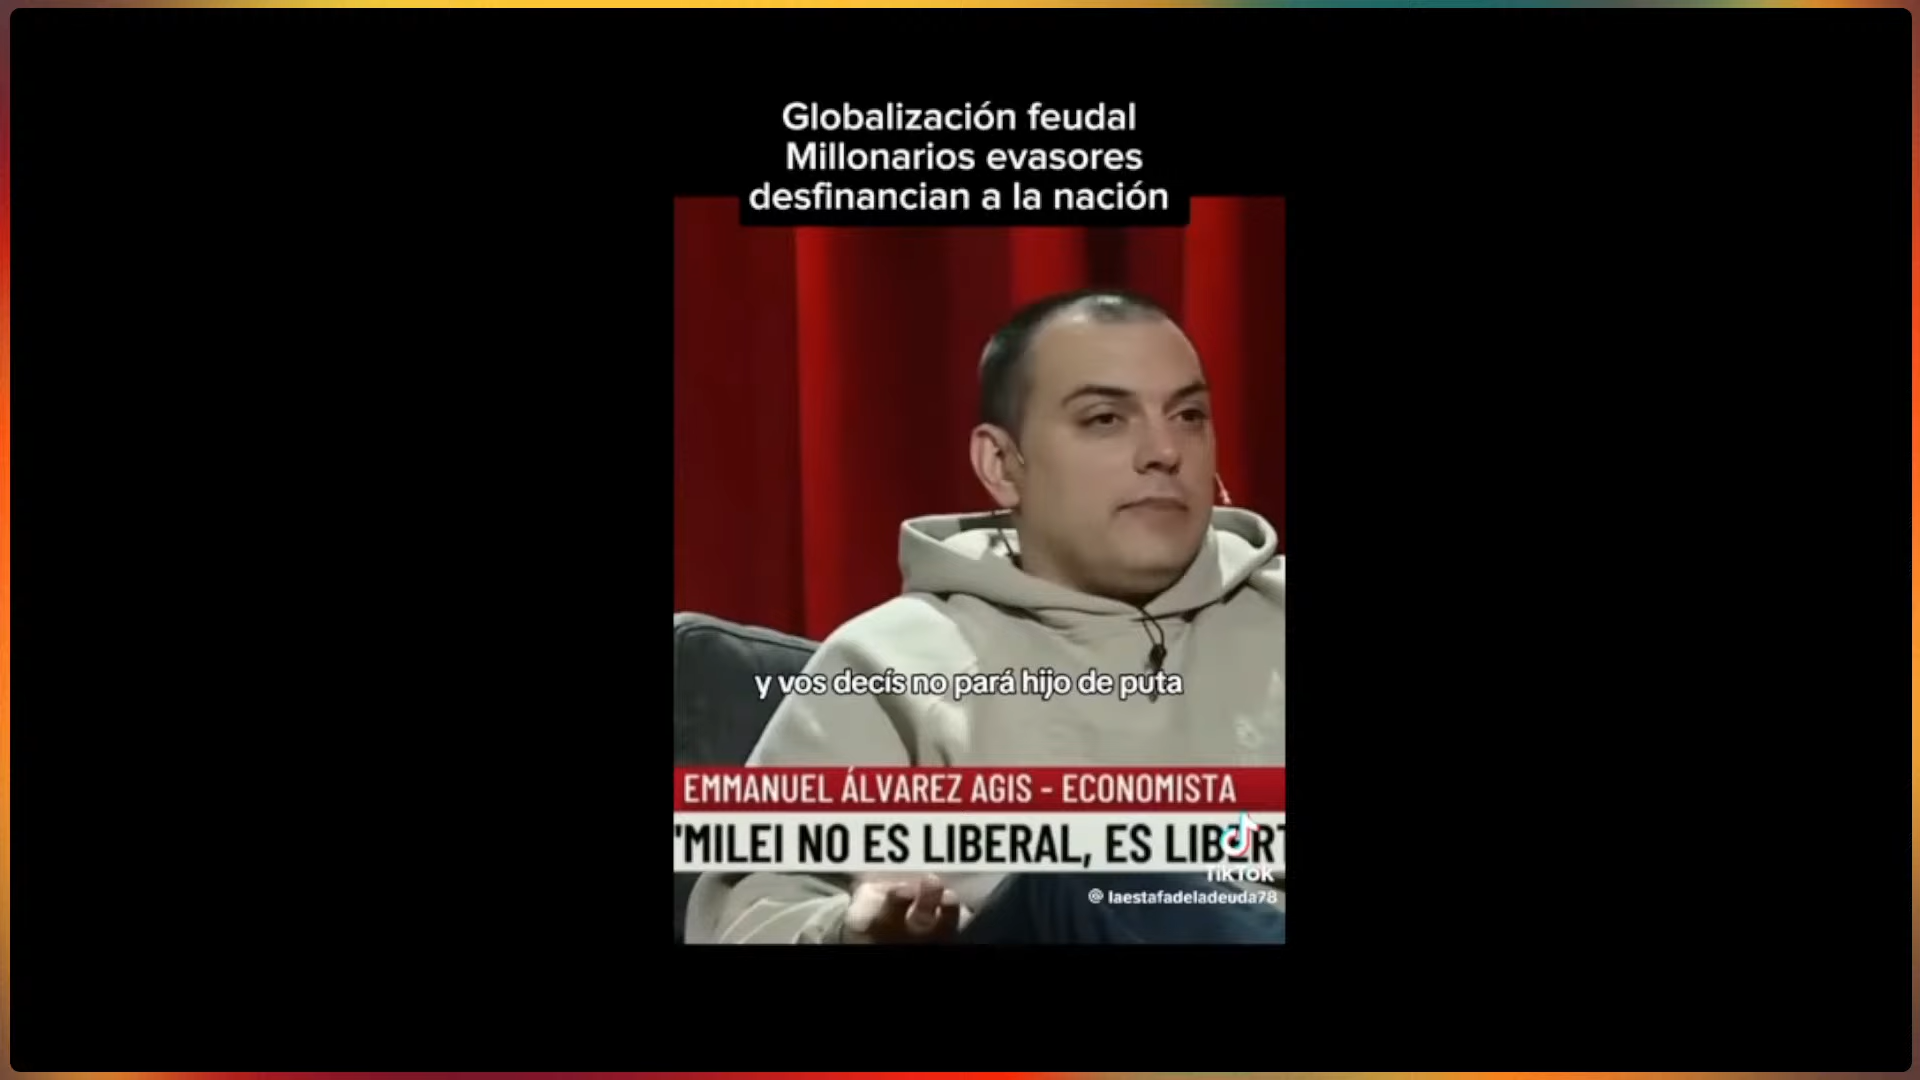 Globalización feudal
Millonarios evasores
desfinancian a la nación
y vos decís no pará hijo de puta
EMMANUEL ÁLVAREZ AGIS - ECONOMISTA
"MILEI NO ES LIBERAL, ES LIBERT
TikTok
@ laestafadeladeuda78